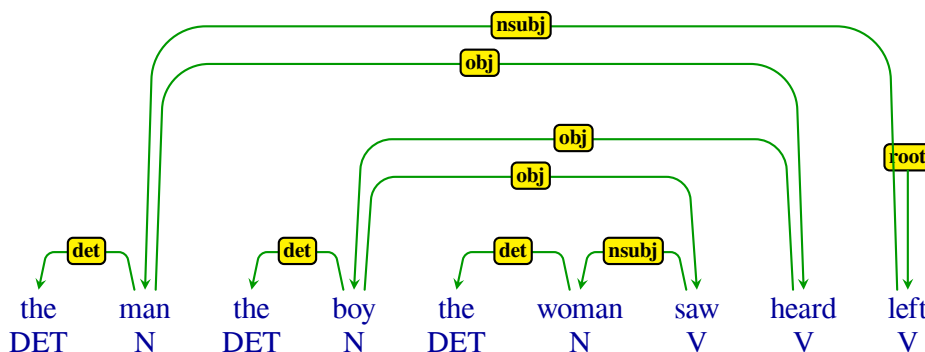 nsubj
obj
obj
root
obj
det det det nsubj
the man the boy the woman saw heard left
DET N DET N DET N V V V